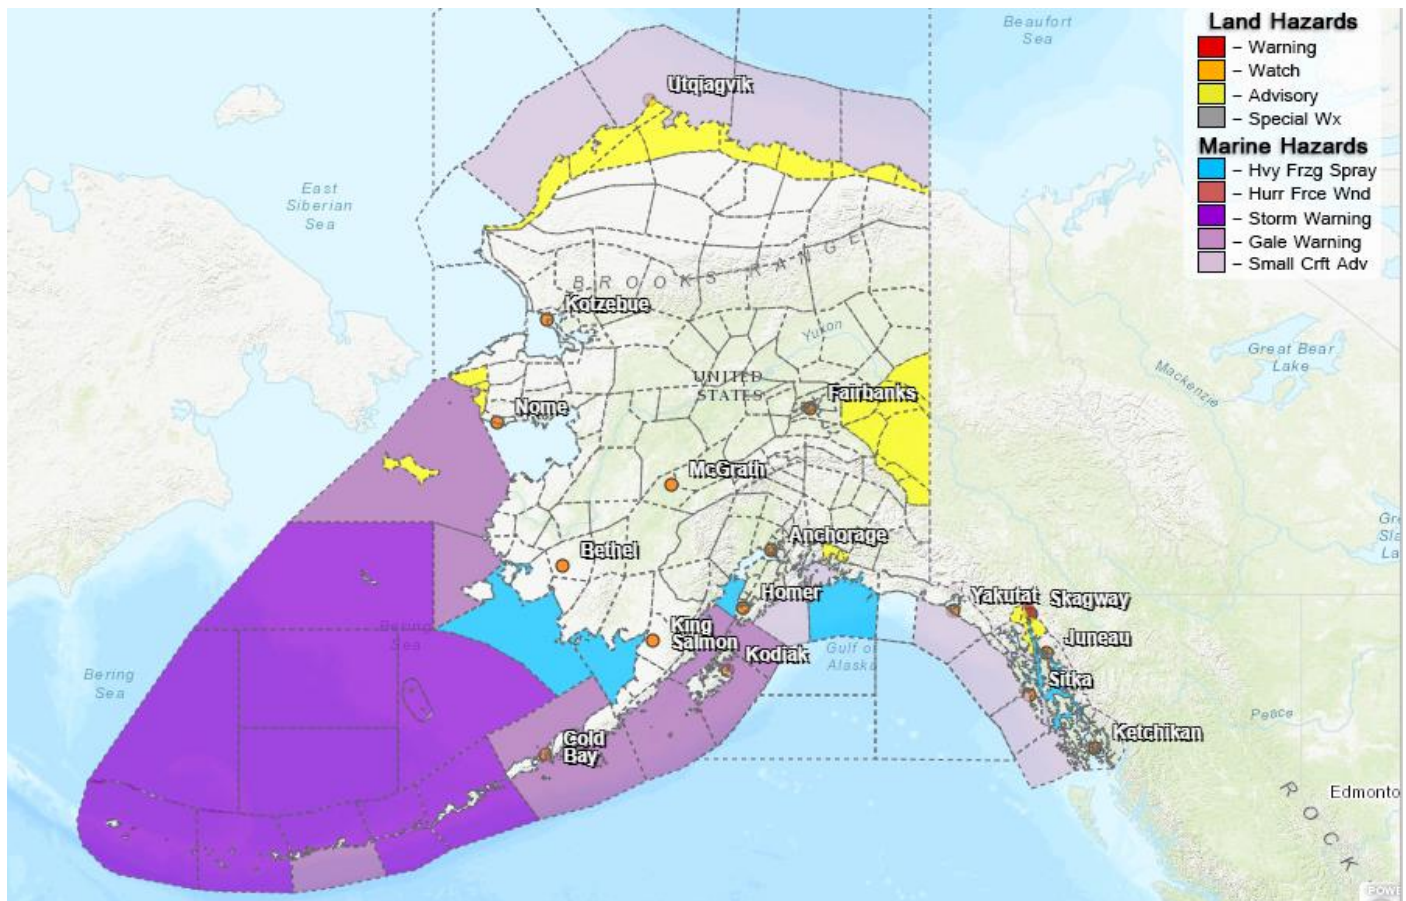 Land Hazards
– Warning
– Watch
– Advisory
– Special Wx
Marine Hazards
– Hvy Frzg Spray
– Hurr Frce Wnd
– Storm Warning
– Gale Warning
– Small Crft Adv
Beaufort
Sea
Utqiagvik
East
Siberian
Sea
BROOKS RANGE
Kotzebue
Yukon
Great Bear
Lake
Mackenzie
UNITED
STATES
Fairbanks
Nome
McGrath
Anchorage
Bethel
Homer
Yakutat
Skagway
King
Salmon
Juneau
Bering
Sea
Kodiak
Gulf of
Alaska
Bering
Sea
Sitka
Peace
Ketchikan
Cold
Bay
Edmonto
ROCK
POWE